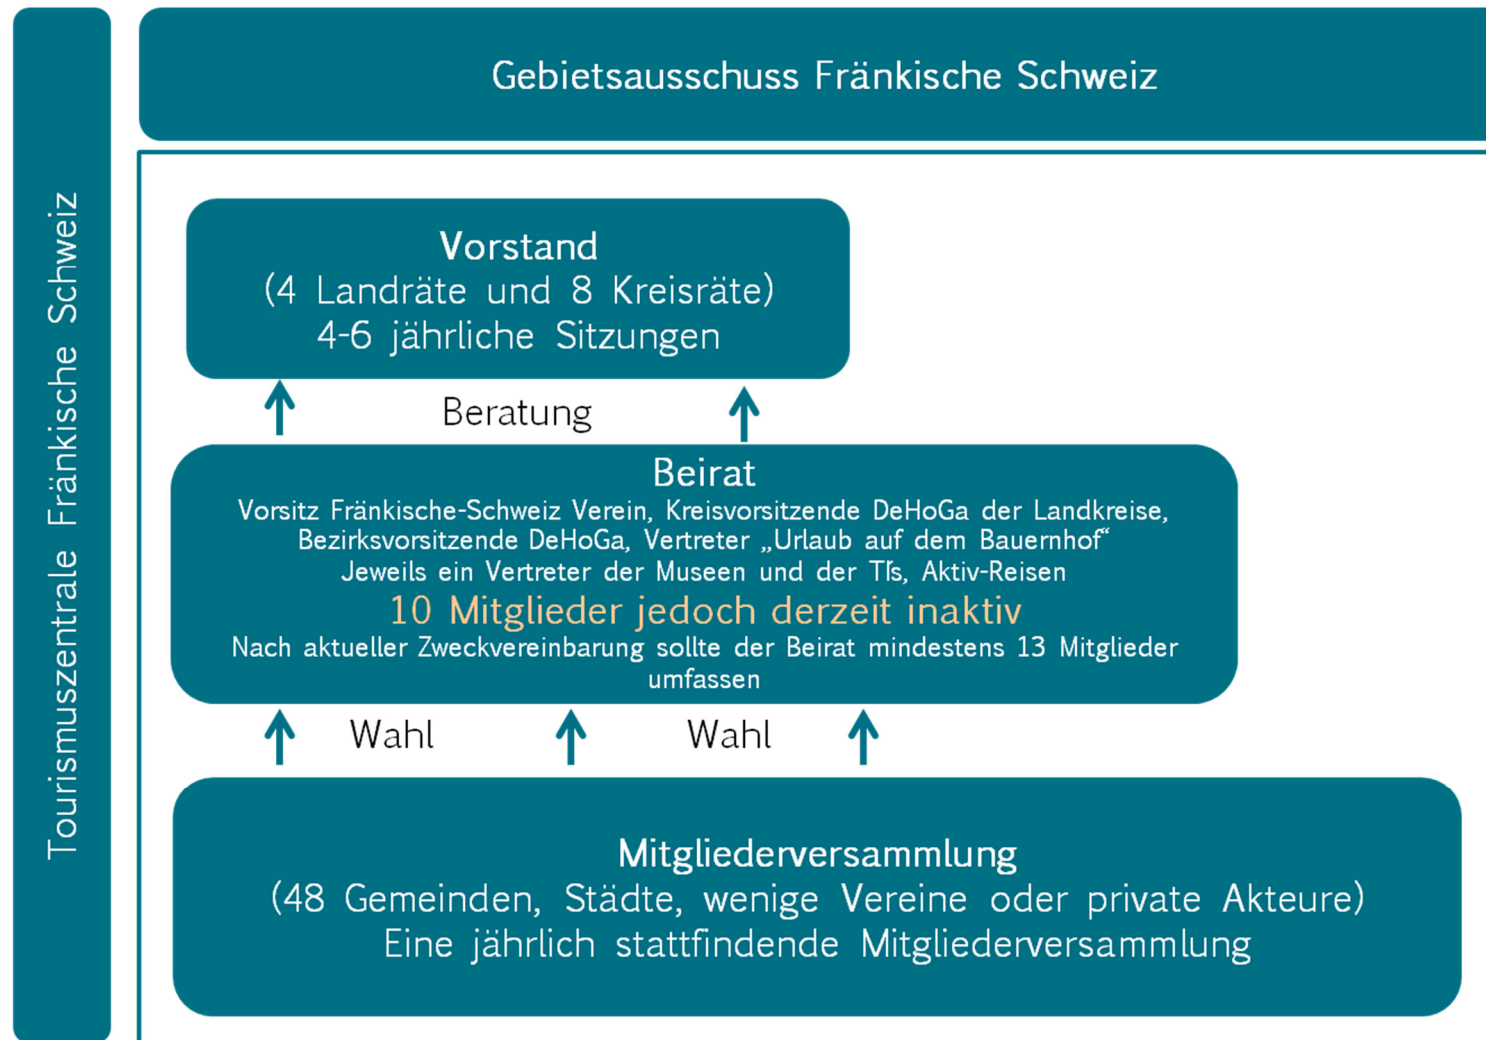 Tourismuszentrale Fränkische Schweiz
Gebietsausschuss Fränkische Schweiz
Vorstand
(4 Landräte und 8 Kreisräte)
4-6 jährliche Sitzungen
Beratung
Beirat
Vorsitz Fränkische-Schweiz Verein, Kreisvorsitzende DeHoGa der Landkreise,
Bezirksvorsitzende DeHoGa, Vertreter „Urlaub auf dem Bauernhof“
Jeweils ein Vertreter der Museen und der TI's, Aktiv-Reisen
10 Mitglieder jedoch derzeit inaktiv
Nach aktueller Zweckvereinbarung sollte der Beirat mindestens 13 Mitglieder
umfassen
Wahl Wahl
Mitgliederversammlung
(48 Gemeinden, Städte, wenige Vereine oder private Akteure)
Eine jährlich stattfindende Mitgliederversammlung